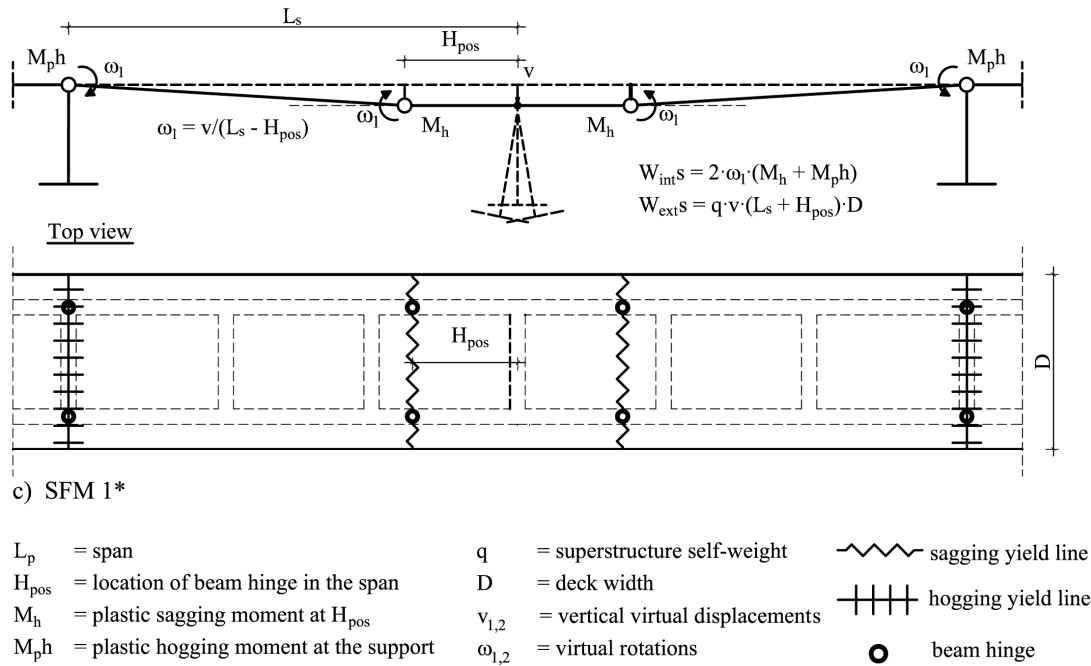 Lₛ
Hₚₒₛ
Mₚh ω₁ v ω₁ Mₚh
ω₁ Mₕ Mₕ ω₁
ω₁ = v/(Lₛ - Hₚₒₛ)
Wᵢₙₜs = 2·ω₁·(Mₕ + Mₚh)
Wₑₓₜs = q·v·(Lₛ + Hₚₒₛ)·D
Top view
Hₚₒₛ
D
c) SFM 1*
Lₚ = span
Hₚₒₛ = location of beam hinge in the span
Mₕ = plastic sagging moment at Hₚₒₛ
Mₚh = plastic hogging moment at the support
q = superstructure self-weight
D = deck width
v₁,₂ = vertical virtual displacements
ω₁,₂ = virtual rotations
sagging yield line
hogging yield line
beam hinge